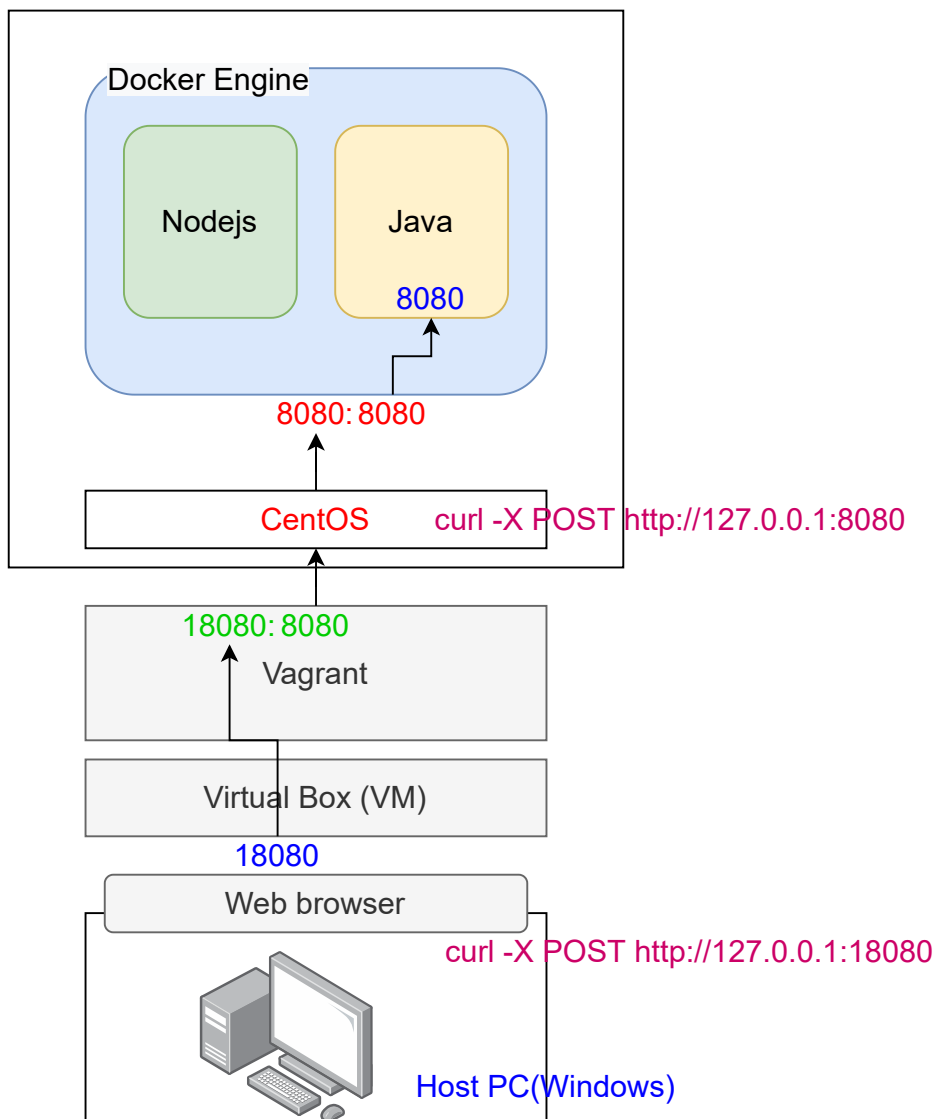 Docker Engine
Nodejs
Java
8080
8080: 8080
CentOS
curl -X POST http://127.0.0.1:8080
18080: 8080
Vagrant
Virtual Box (VM)
18080
Web browser
curl -X POST http://127.0.0.1:18080
Host PC(Windows)